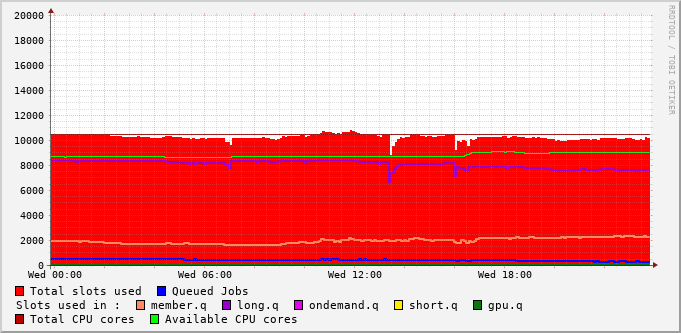 20000
18000
16000
14000
12000
10000
8000
6000
4000
2000
0
Wed 00:00 Wed 06:00 Wed 12:00 Wed 18:00
Total slots used Queued Jobs
Slots used in : member.q long.q ondemand.q short.q gpu.q
Total CPU cores Available CPU cores
RRDTOOL / TOBI OETIKER